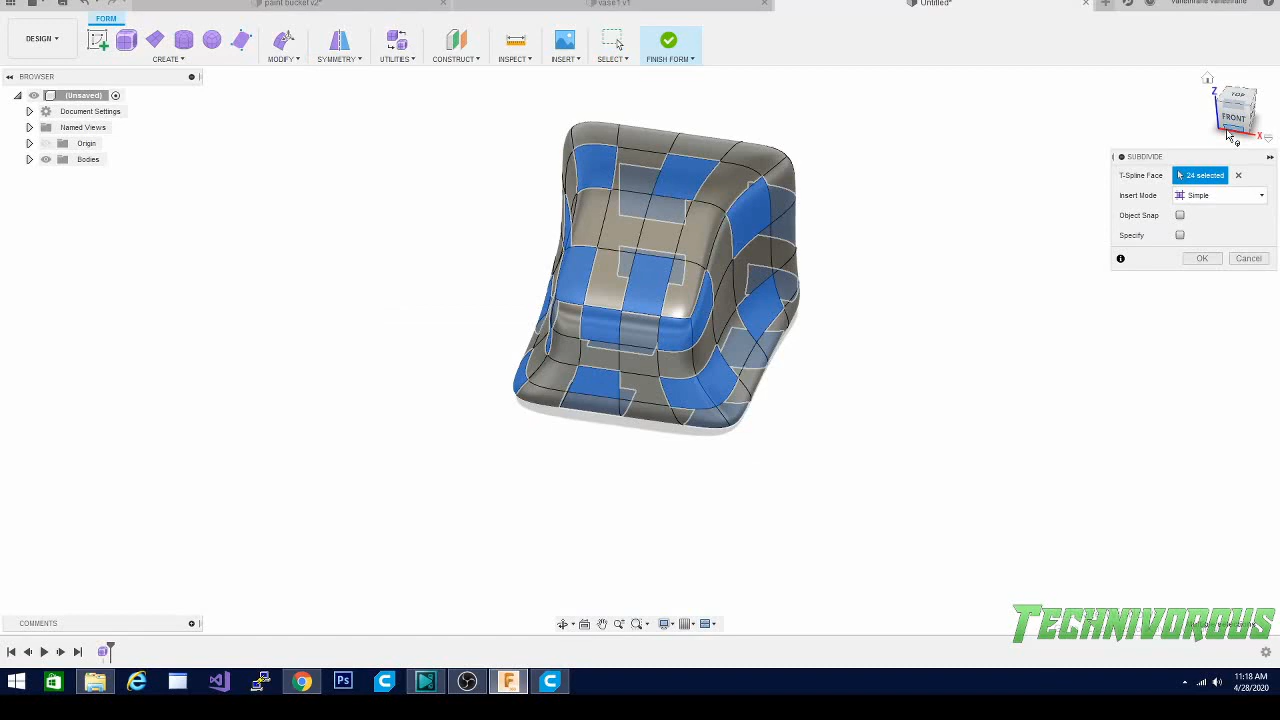 paint bucket v2*
vase1 v1
Untitled*
FORM
DESIGN
CREATE
MODIFY
SYMMETRY
UTILITIES
CONSTRUCT
INSPECT
INSERT
SELECT
FINISH FORM
BROWSER
(Unsaved)
Document Settings
Named Views
Origin
Bodies
TOP
Z
FRONT
X
SUBDIVIDE
T-Spline Face
24 selected
Insert Mode
Simple
Object Snap
Specify
OK
Cancel
COMMENTS
TECHNIVOROUS
Ps
F
11:18 AM
4/28/2020